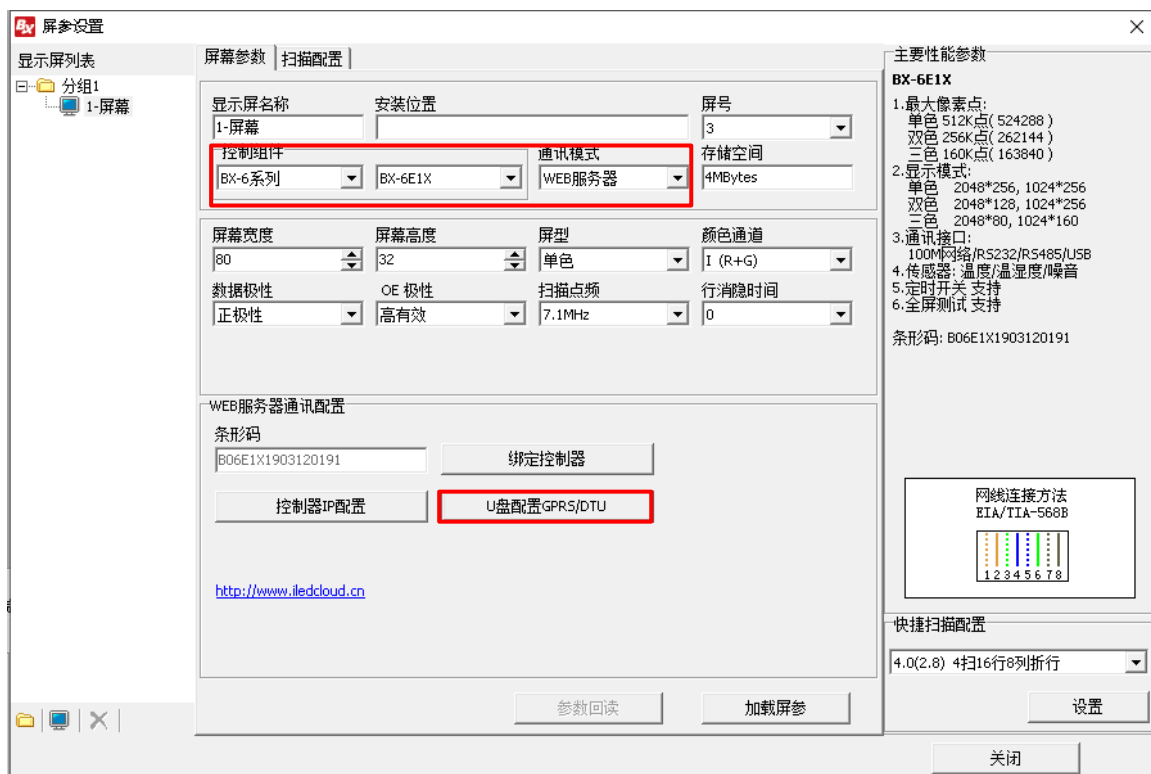 BX 屏参设置
显示屏列表
分组1
1-屏幕
屏幕参数 扫描配置
显示屏名称 安装位置 屏号
1-屏幕 3
控制组件 通讯模式 存储空间
BX-6系列 BX-6E1X WEB服务器 4MBytes
屏幕宽度 屏幕高度 屏型 颜色通道
80 32 单色 I (R+G)
数据极性 OE 极性 扫描点频 行消隐时间
正极性 高有效 7.1MHz 0
WEB服务器通讯配置
条形码
B06E1X1903120191 绑定控制器
控制器IP配置 U盘配置GPRS/DTU
http://www.iledcloud.cn
参数回读 加载屏参
主要性能参数
BX-6E1X
1.最大像素点:
单色 512K点( 524288 )
双色 256K点( 262144 )
三色 160K点( 163840 )
2.显示模式:
单色 2048*256, 1024*256
双色 2048*128, 1024*256
三色 2048*80, 1024*160
3.通讯接口:
100M网络/RS232/RS485/USB
4.传感器: 温度/温湿度/噪音
5.定时开关 支持
6.全屏测试 支持
条形码: B06E1X1903120191
网线连接方法
EIA/TIA-568B
1 2 3 4 5 6 7 8
快捷扫描配置
4.0(2.8) 4扫16行8列折行
设置
关闭